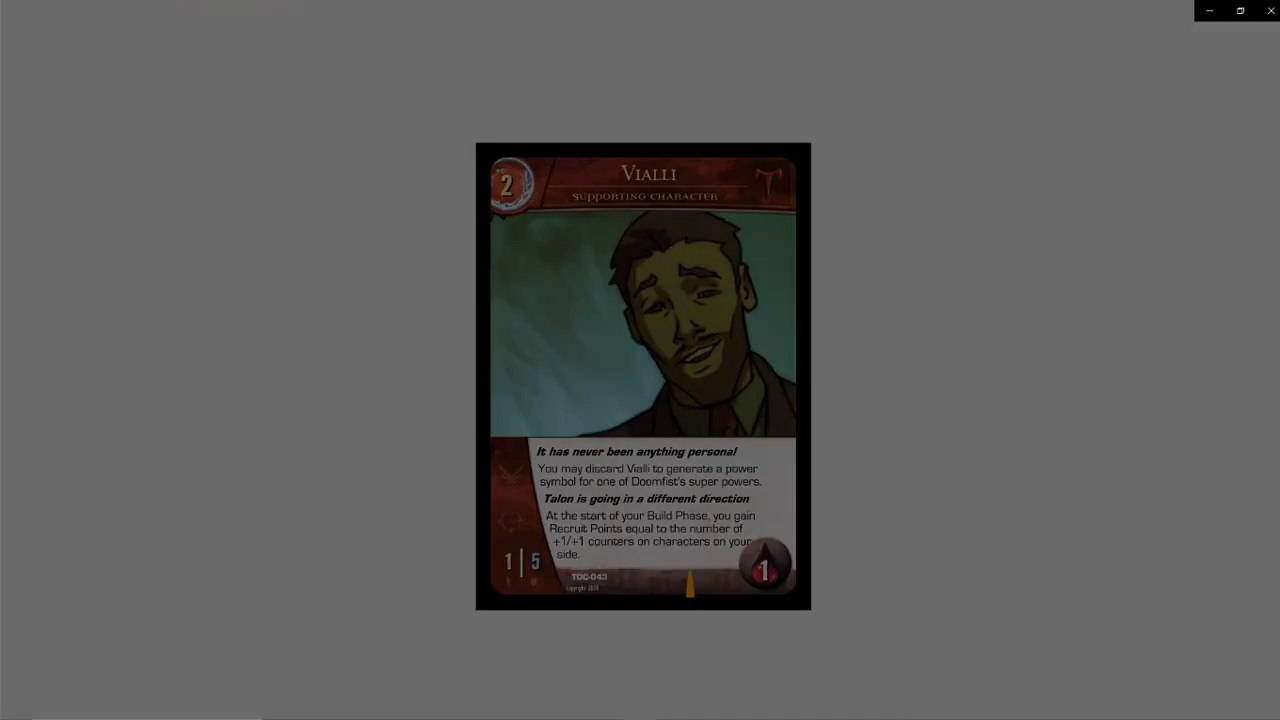 2
Vialli
Supporting Character
It has never been anything personal
You may discard Vialli to generate a power
symbol for one of Doomfist's super powers.
Talon is going in a different direction
At the start of your Build Phase, you gain
Recruit Points equal to the number of
+1/+1 counters on characters on your
side.
1 | 5
1
TOC-043
Copyright 2020